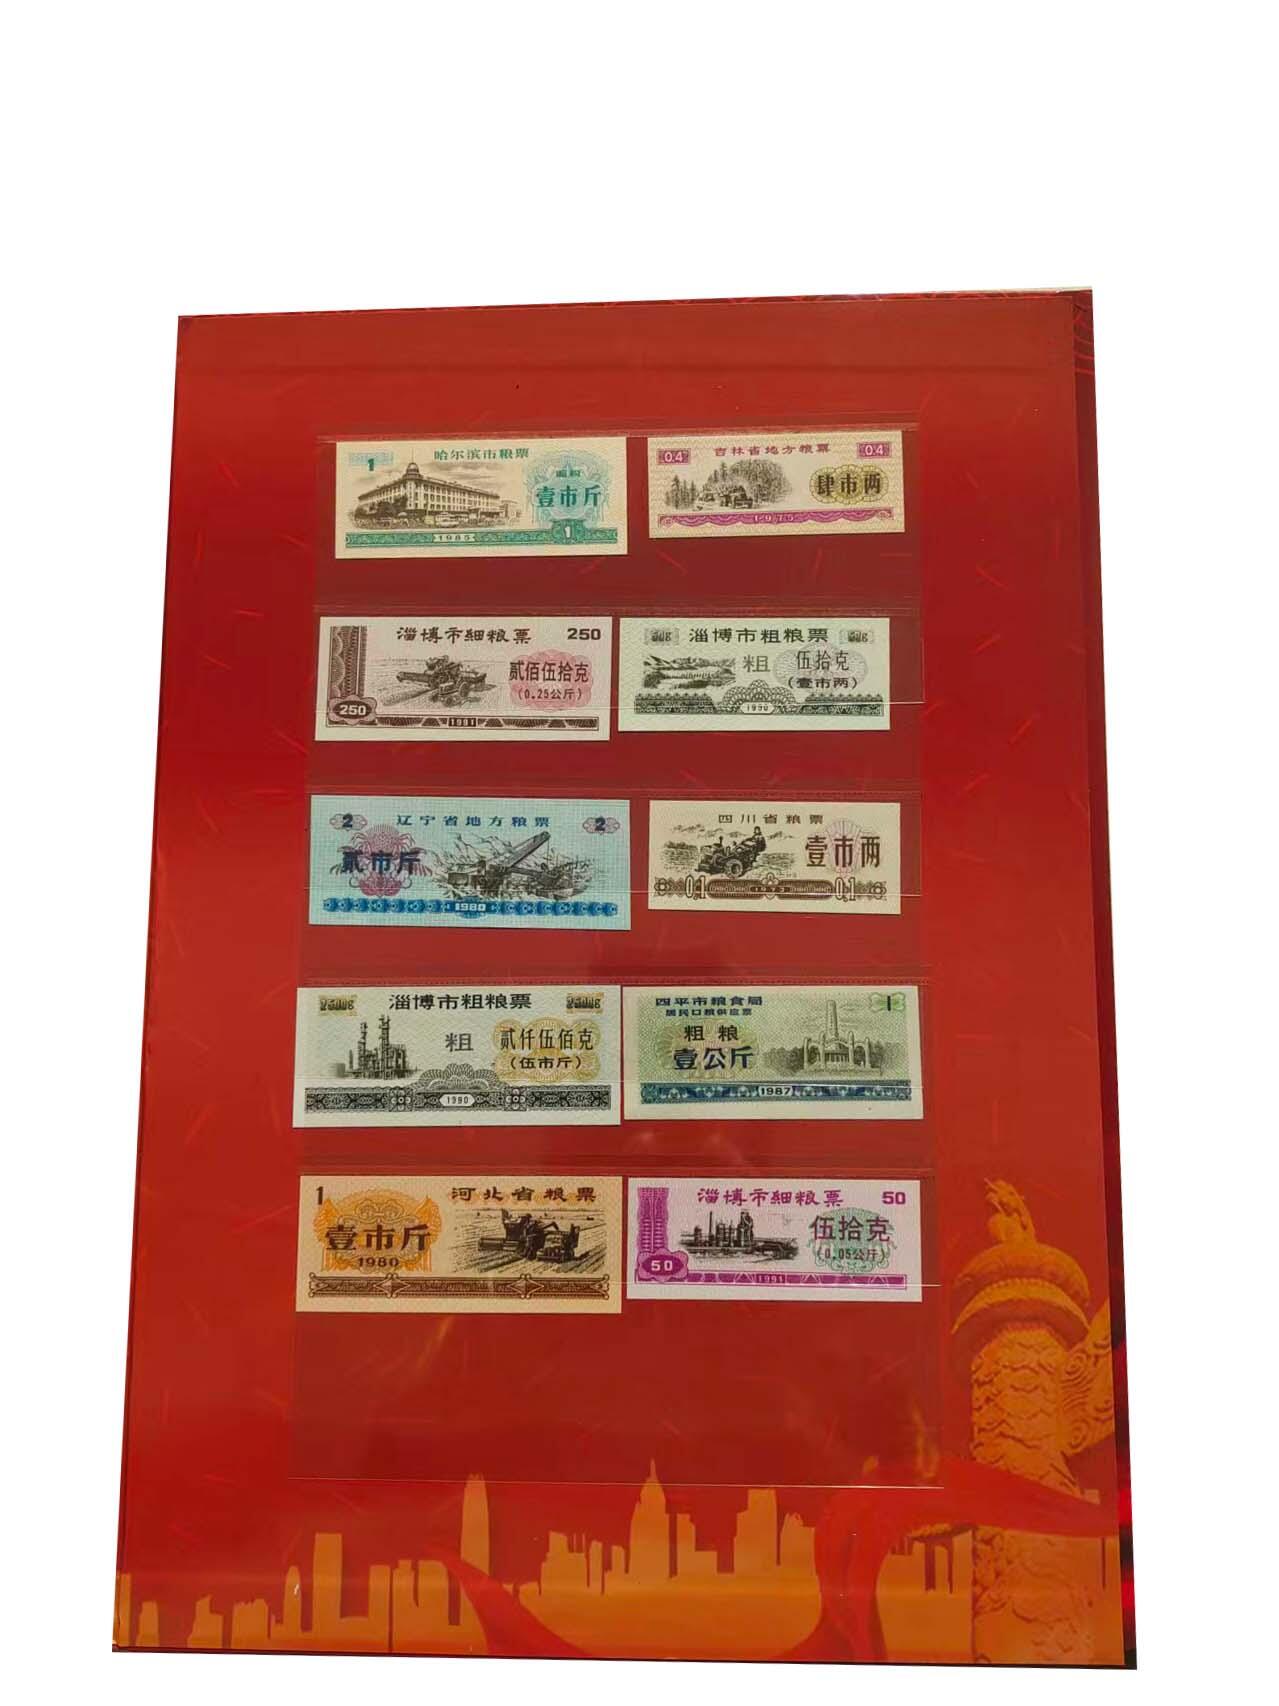 1
哈尔滨市粮票
面粮
壹市斤
1985
1
0.4
吉林省地方粮票
0.4
肆市两
1975
淄博市細粮票
250
贰佰伍拾克
(0.25公斤)
250
1991
50g
淄博市粗粮票
50g
粗
伍拾克
(壹市两)
1990
2
辽宁省地方粮票
2
贰市斤
1980
四川省粮票
壹市两
0.1
1973
0.1
2500g
淄博市粗粮票
2500g
粗
贰仟伍佰克
(伍市斤)
1990
四平市粮食局
居民口粮供应票
1
粗粮
壹公斤
1987
1
河北省粮票
壹市斤
1980
淄博市細粮票
50
伍拾克
(0.05公斤)
50
1991